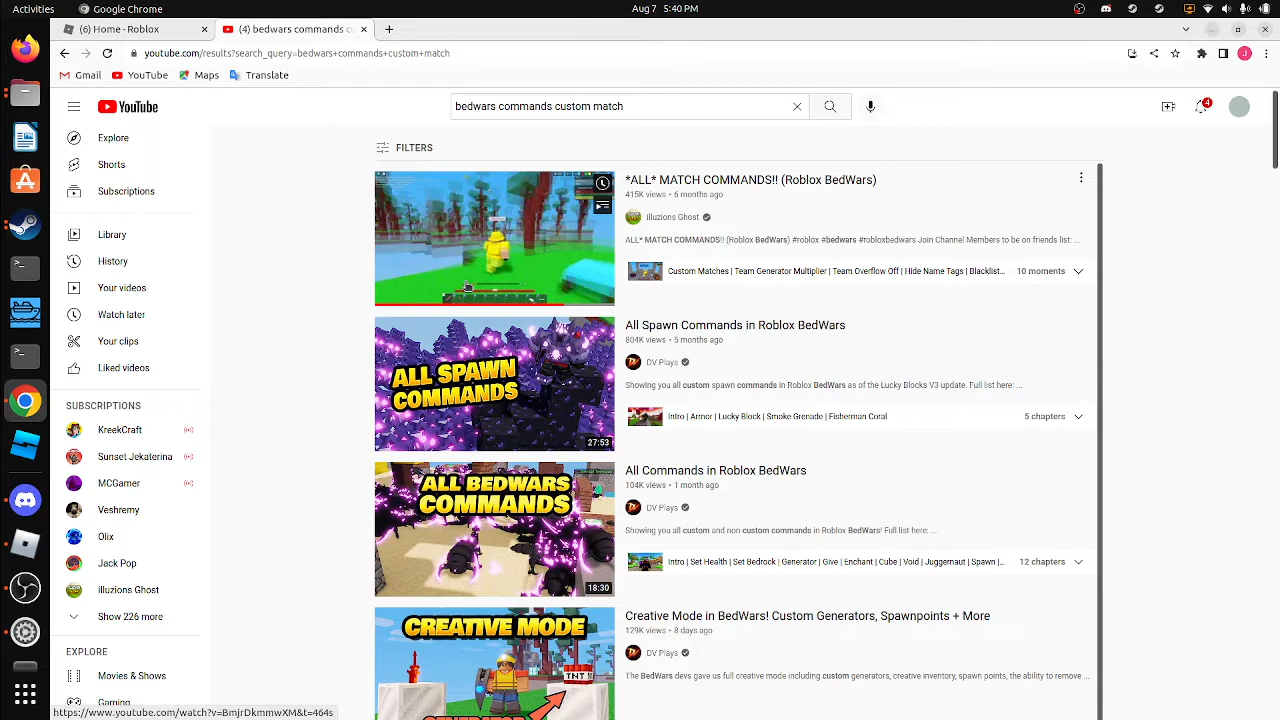 Activities
Google Chrome
Aug 7 5:40 PM
(6) Home - Roblox
(4) bedwars commands cu
youtube.com/results?search_query=bedwars+commands+custom+match
J
Gmail
YouTube
Maps
Translate
YouTube
bedwars commands custom match
4
Explore
Shorts
Subscriptions
Library
History
Your videos
Watch later
Your clips
Liked videos
SUBSCRIPTIONS
KreekCraft
Sunset Jekaterina
MCGamer
Veshremy
Olix
Jack Pop
illuzions Ghost
Show 226 more
EXPLORE
Movies & Shows
Gaming
FILTERS
*ALL* MATCH COMMANDS!! (Roblox BedWars)
415K views • 6 months ago
illuzions Ghost
ALL* MATCH COMMANDS!! (Roblox BedWars) #roblox #bedwars #robloxbedwars Join Channel Members to be on friends list: ...
Custom Matches | Team Generator Multiplier | Team Overflow Off | Hide Name Tags | Blacklist...
10 moments
ALL SPAWN
COMMANDS
27:53
All Spawn Commands in Roblox BedWars
804K views • 5 months ago
DV Plays
Showing you all custom spawn commands in Roblox BedWars as of the Lucky Blocks V3 update. Full list here: ...
Intro | Armor | Lucky Block | Smoke Grenade | Fisherman Coral
5 chapters
ALL BEDWARS
COMMANDS
18:30
All Commands in Roblox BedWars
104K views • 1 month ago
DV Plays
Showing you all custom and non-custom commands in Roblox BedWars! Full list here: ...
Intro | Set Health | Set Bedrock | Generator | Give | Enchant | Cube | Void | Juggernaut | Spawn |...
12 chapters
CREATIVE MODE
TNT
GENERATOR
Creative Mode in BedWars! Custom Generators, Spawnpoints + More
129K views • 8 days ago
DV Plays
The BedWars devs gave us full creative mode including custom generators, creative inventory, spawn points, the ability to remove ...
https://www.youtube.com/watch?v=BmjrDkmmwXM&t=464s